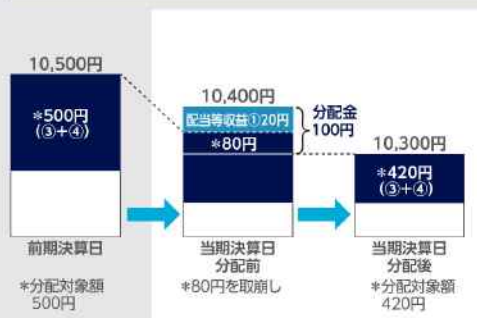 10,500円
*500円
(③+④)
前期決算日
*分配対象額
500円
10,400円
配当等収益①20円
*80円
分配金
100円
当期決算日
分配前
*80円を取崩し
10,300円
*420円
(③+④)
当期決算日
分配後
*分配対象額
420円